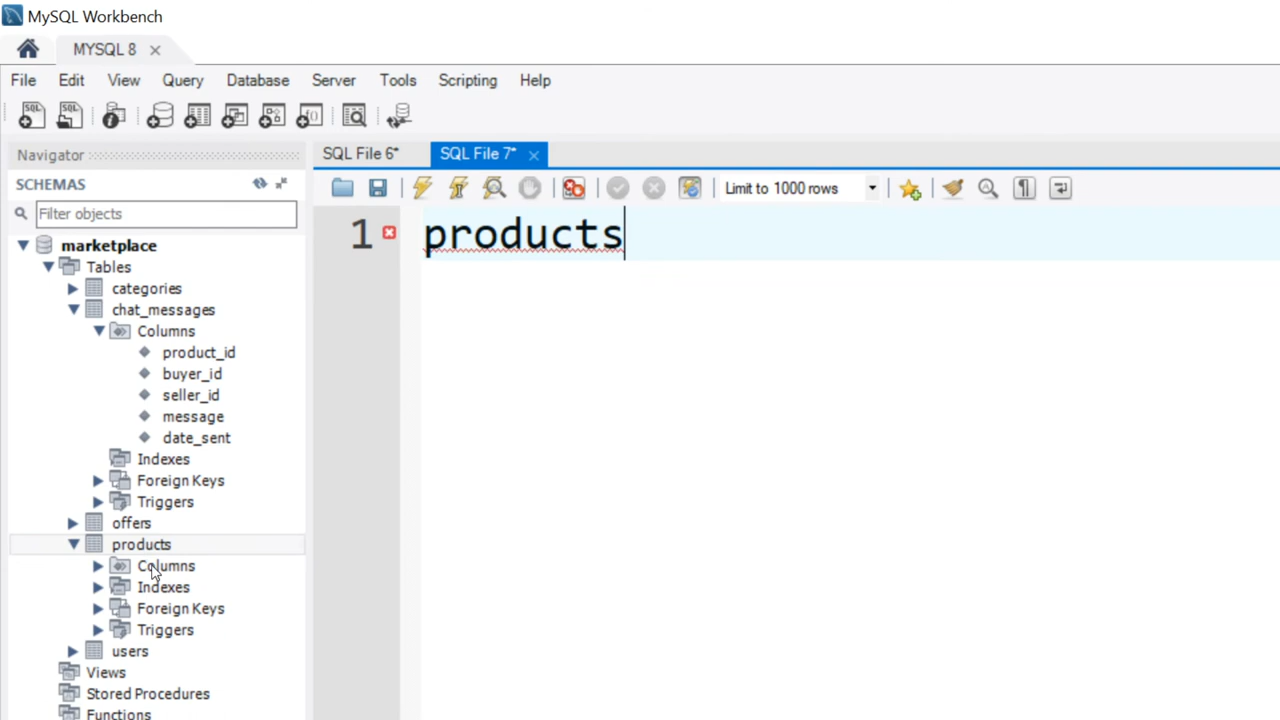 MySQL Workbench
MYSQL 8
File Edit View Query Database Server Tools Scripting Help
Navigator
SQL File 6*
SQL File 7*
SCHEMAS
Limit to 1000 rows
Filter objects
1 products
marketplace
Tables
categories
chat_messages
Columns
product_id
buyer_id
seller_id
message
date_sent
Indexes
Foreign Keys
Triggers
offers
products
Columns
Indexes
Foreign Keys
Triggers
users
Views
Stored Procedures
Functions